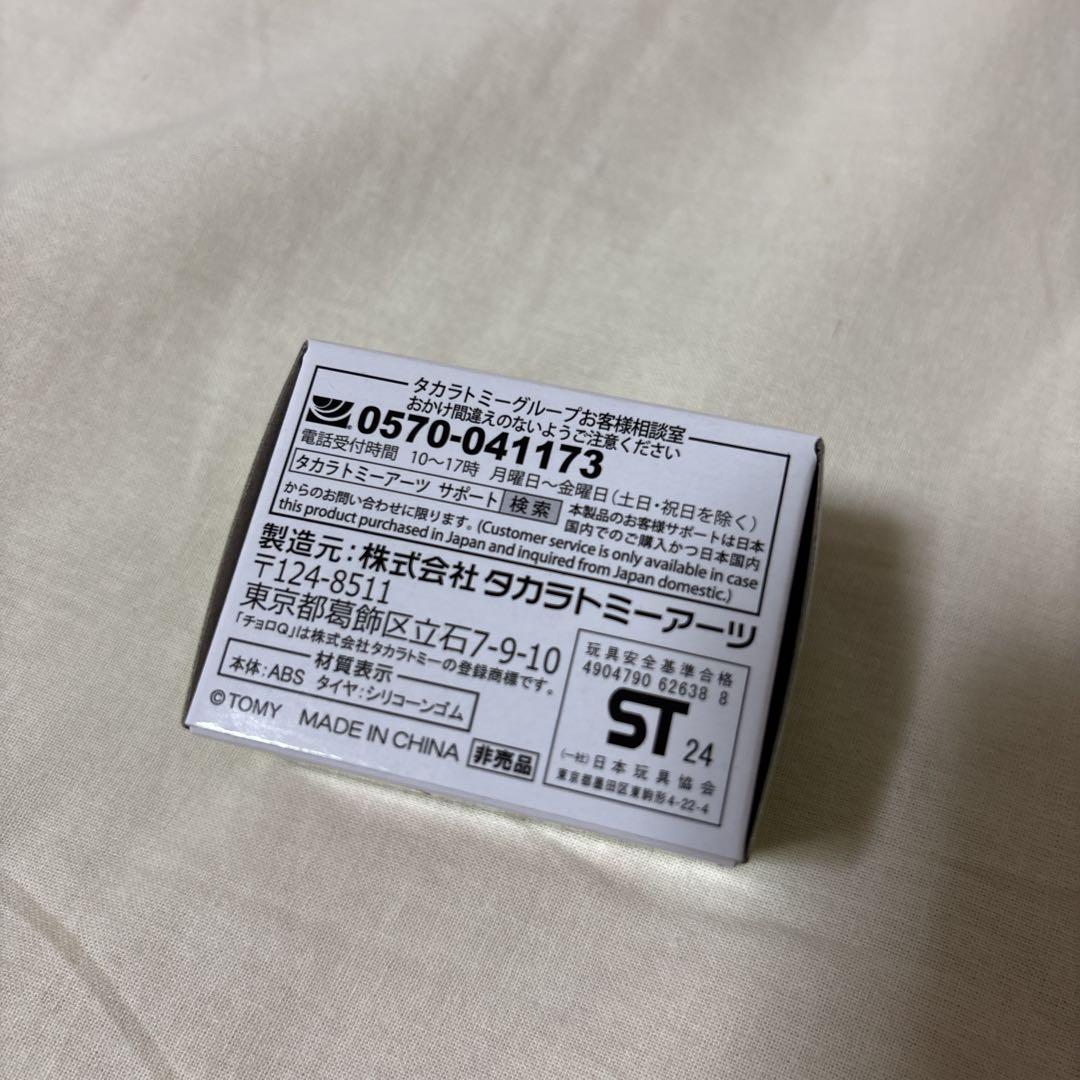 タカラトミーグループお客様相談室
おかけ間違えのないようご注意ください
0570-041173
電話受付時間 10～17時 月曜日～金曜日（土日・祝日を除く）
タカラトミーアーツ サポート 検索 本製品のお客様サポートは日本
国内でのご購入かつ日本国内
からのお問い合わせに限ります。(Customer service is only available in case
this product purchased in Japan and inquired from Japan domestic.)
製造元：株式会社 タカラトミーアーツ
〒124-8511
東京都葛飾区立石7-9-10
「チョロQ」は株式会社タカラトミーの登録商標です。
材質表示
本体：ABS タイヤ：シリコーンゴム
©TOMY MADE IN CHINA 非売品
玩具安全基準合格
4904790 62638 8
ST 24
(一社)日本玩具協会
東京都墨田区東駒形4-22-4